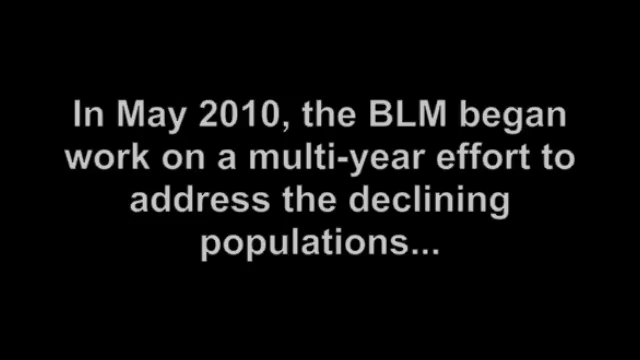 In May 2010, the BLM began
work on a multi-year effort to
address the declining
populations...